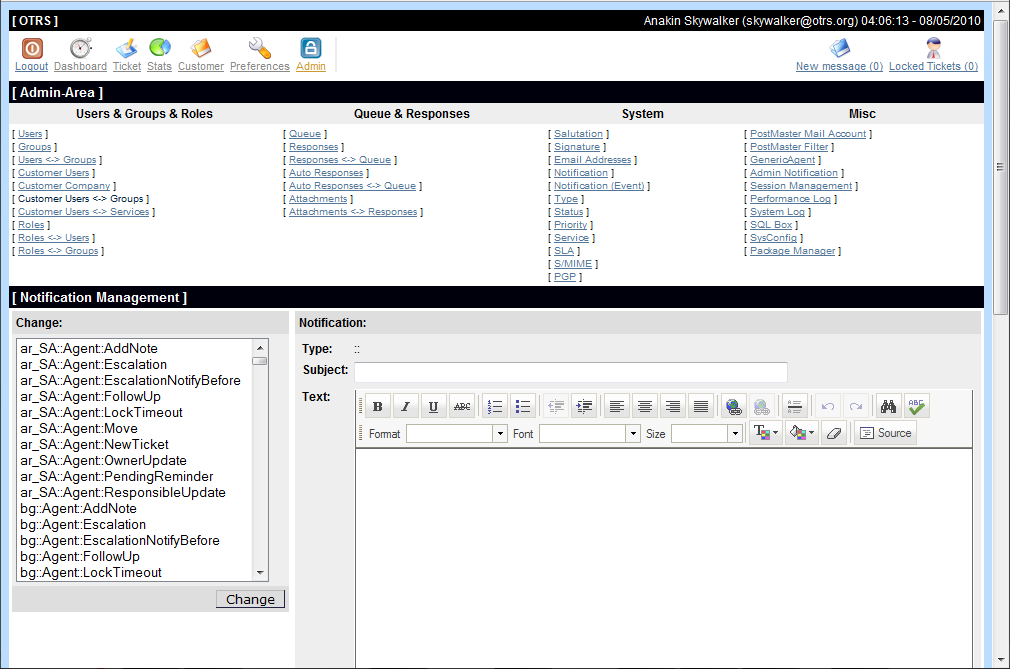 [ OTRS ] Anakin Skywalker (skywalker@otrs.org) 04:06:13 - 08/05/2010
Logout Dashboard Ticket Stats Customer Preferences Admin New message (0) Locked Tickets (0)
[ Admin-Area ]
Users & Groups & Roles Queue & Responses System Misc
[ Users ] [ Queue ] [ Salutation ] [ PostMaster Mail Account ]
[ Groups ] [ Responses ] [ Signature ] [ PostMaster Filter ]
[ Users <-> Groups ] [ Responses <-> Queue ] [ Email Addresses ] [ GenericAgent ]
[ Customer Users ] [ Auto Responses ] [ Notification ] [ Admin Notification ]
[ Customer Company ] [ Auto Responses <-> Queue ] [ Notification (Event) ] [ Session Management ]
[ Customer Users <-> Groups ] [ Attachments ] [ Type ] [ Performance Log ]
[ Customer Users <-> Services ] [ Attachments <-> Responses ] [ Status ] [ System Log ]
[ Roles ] [ Priority ] [ SQL Box ]
[ Roles <-> Users ] [ Service ] [ SysConfig ]
[ Roles <-> Groups ] [ SLA ] [ Package Manager ]
[ S/MIME ]
[ PGP ]
[ Notification Management ]
Change:
ar_SA::Agent::AddNote
ar_SA::Agent::Escalation
ar_SA::Agent::EscalationNotifyBefore
ar_SA::Agent::FollowUp
ar_SA::Agent::LockTimeout
ar_SA::Agent::Move
ar_SA::Agent::NewTicket
ar_SA::Agent::OwnerUpdate
ar_SA::Agent::PendingReminder
ar_SA::Agent::ResponsibleUpdate
bg::Agent::AddNote
bg::Agent::Escalation
bg::Agent::EscalationNotifyBefore
bg::Agent::FollowUp
bg::Agent::LockTimeout
Change
Notification:
Type: ::
Subject:
Text:
B I U ABC ABC
Format Font Size T Source